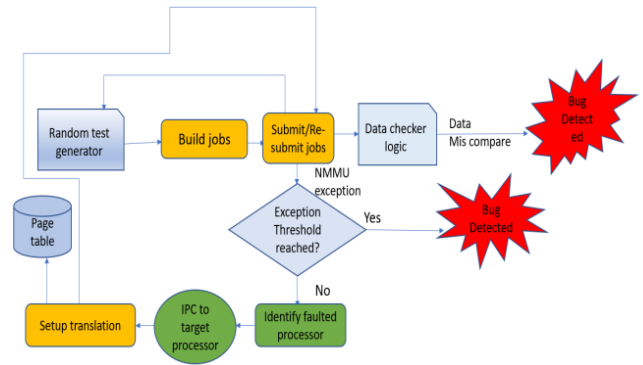 Random test
generator
Build jobs
Submit/Re-
submit jobs
Data checker
logic
Data
Mis compare
Bug
Detect
ed
NMMU
exception
Exception
Threshold
reached?
Yes
Bug
Detected
No
Page
table
Setup translation
IPC to
target
processor
Identify faulted
processor